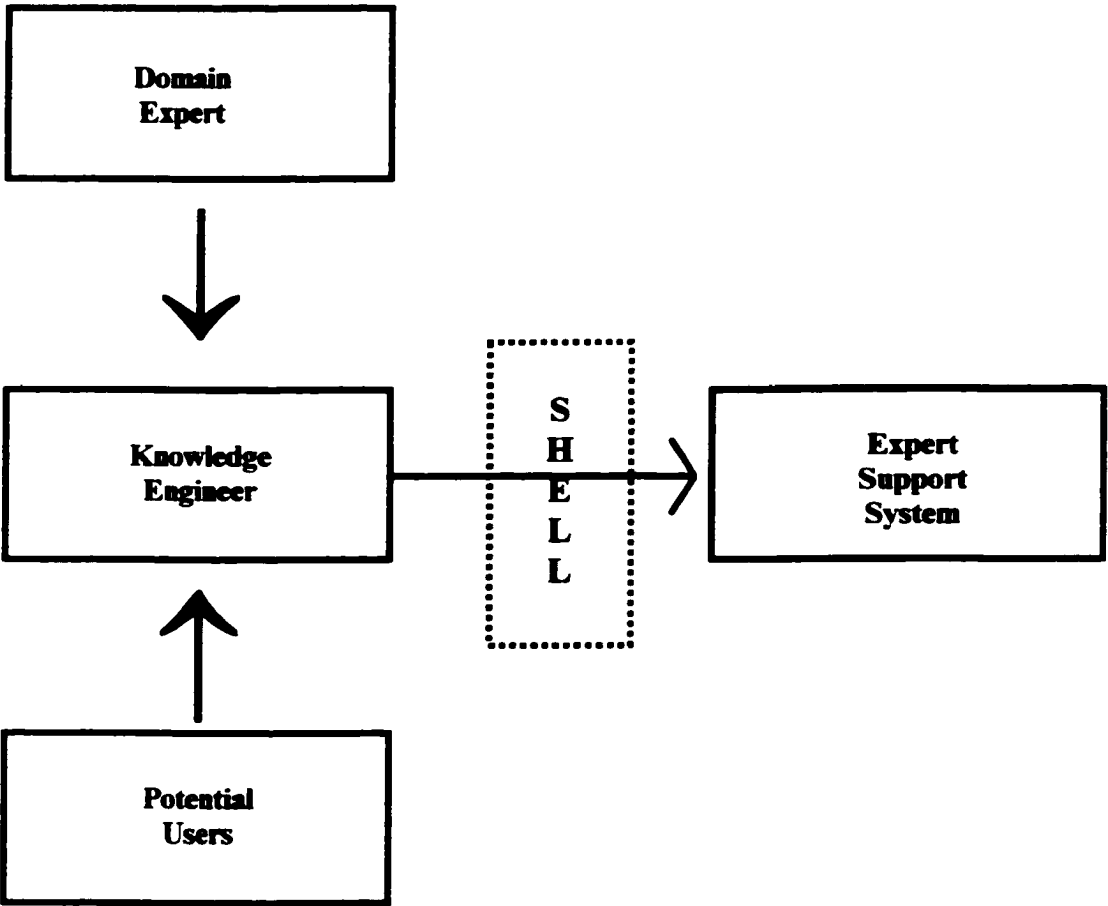 Domain
Expert
Knowledge
Engineer
S
H
E
L
L
Expert
Support
System
Potential
Users